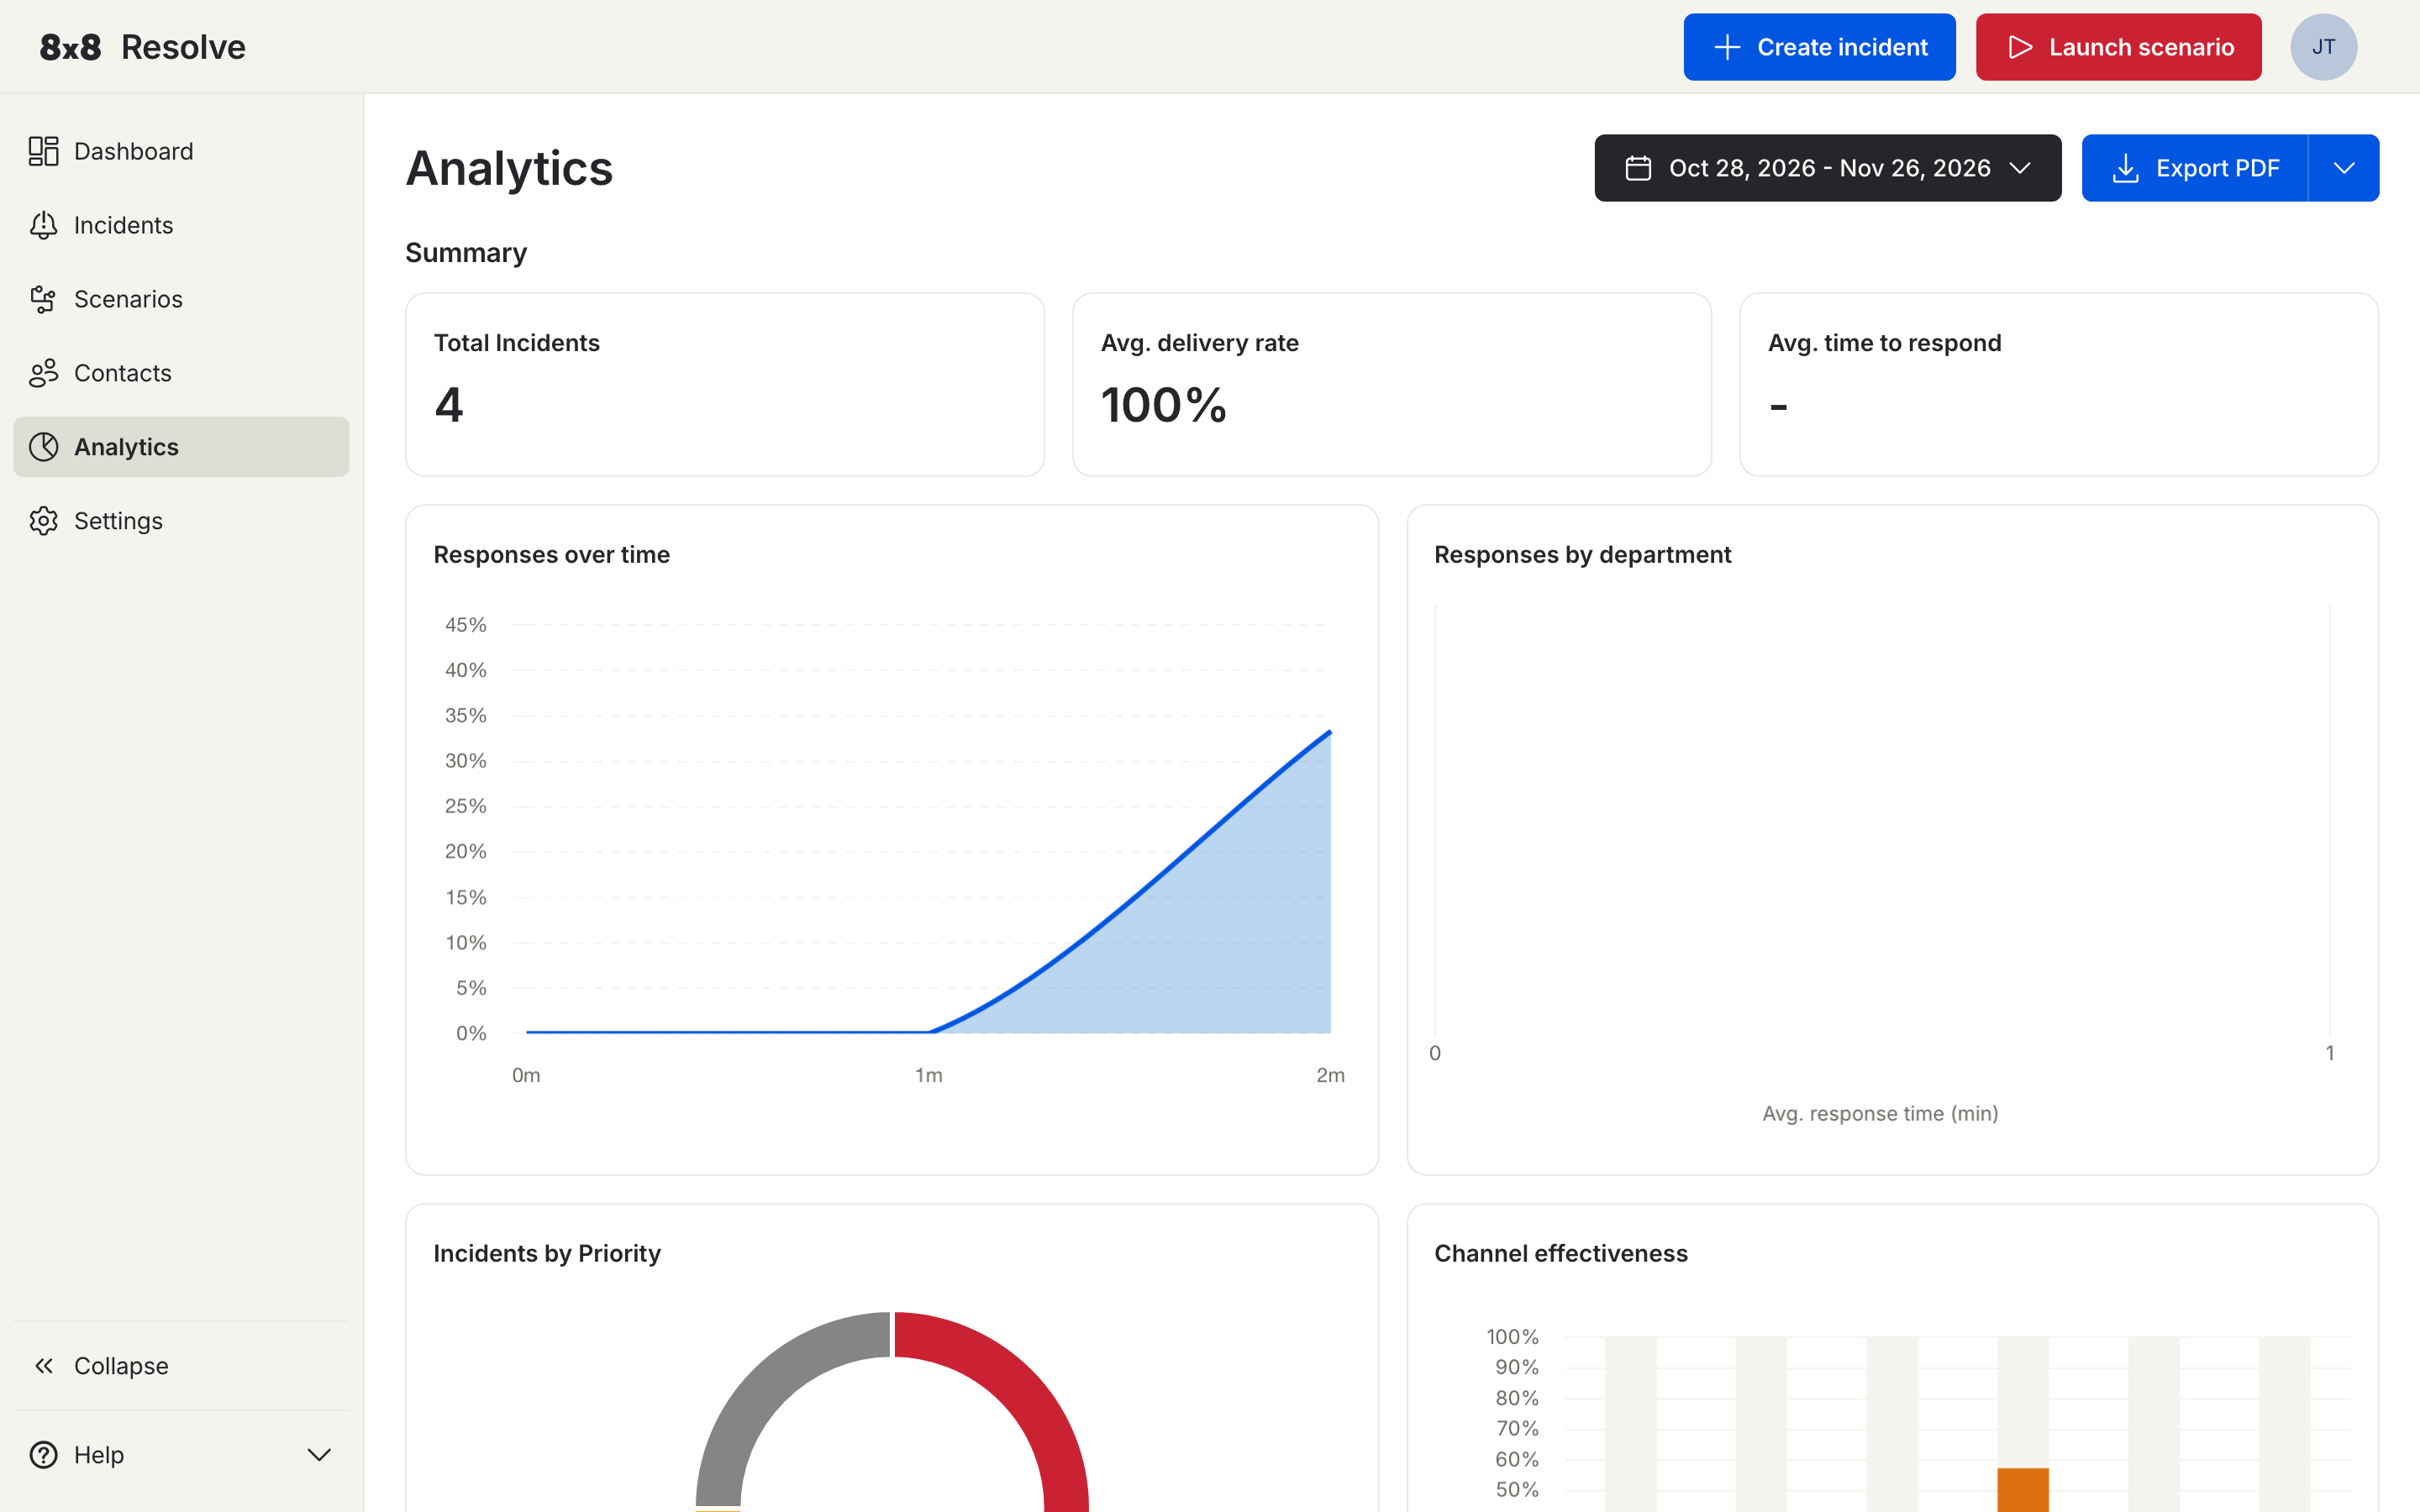 8x8 Resolve
Create incident
Launch scenario
JT
Dashboard
Incidents
Scenarios
Contacts
Analytics
Settings
Collapse
Help
Analytics
Oct 28, 2026 - Nov 26, 2026
Export PDF
Summary
Total Incidents
4
Avg. delivery rate
100%
Avg. time to respond
-
Responses over time
45%
40%
35%
30%
25%
20%
15%
10%
5%
0%
0m 1m 2m
Responses by department
0 1
Avg. response time (min)
Incidents by Priority
Channel effectiveness
100%
90%
80%
70%
60%
50%